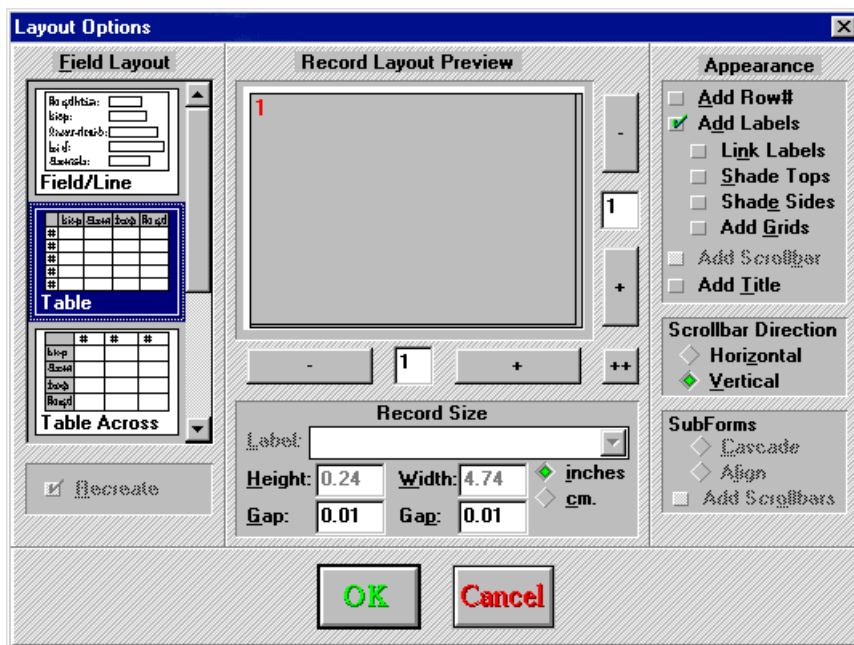 Layout Options
Field Layout
Field/Line
#
#
#
#
#
Table
# # #
Table Across
Recreate
Record Layout Preview
1
-
1
+
-
1
+
++
Record Size
Label:
Height: 0.24 Width: 4.74
inches
cm.
Gap: 0.01 Gap: 0.01
Appearance
Add Row#
Add Labels
Link Labels
Shade Tops
Shade Sides
Add Grids
Add Scrollbar
Add Title
Scrollbar Direction
Horizontal
Vertical
SubForms
Cascade
Align
Add Scrollbars
OK Cancel